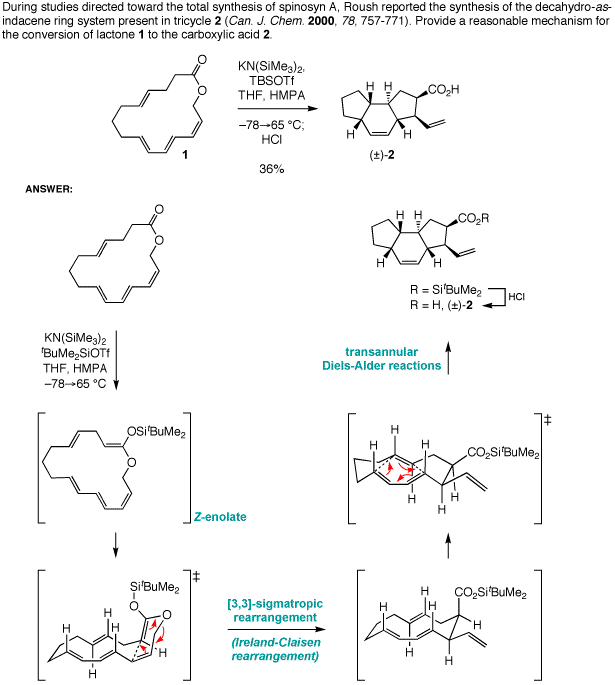 During studies directed toward the total synthesis of spinosyn A, Roush reported the synthesis of the decahydro-as-
indacene ring system present in tricycle 2 (Can. J. Chem. 2000, 78, 757-771). Provide a reasonable mechanism for
the conversion of lactone 1 to the carboxylic acid 2.
O
O
1
KN(SiMe3)2,
TBSOTf
THF, HMPA
–78→65 °C;
HCl
36%
H
H
CO2H
H
H
(±)-2
ANSWER:
O
O
H
H
CO2R
H
H
R = SitBuMe2
R = H, (±)-2
HCl
KN(SiMe3)2
tBuMe2SiOTf
THF, HMPA
–78→65 °C
transannular
Diels-Alder reactions
OSitBuMe2
O
Z-enolate
‡
H
H
CO2SitBuMe2
H
H
H
‡
SitBuMe2
O
O
H
H
H
H
[3,3]-sigmatropic
rearrangement
(Ireland-Claisen
rearrangement)
CO2SitBuMe2
H
H
H
H
H